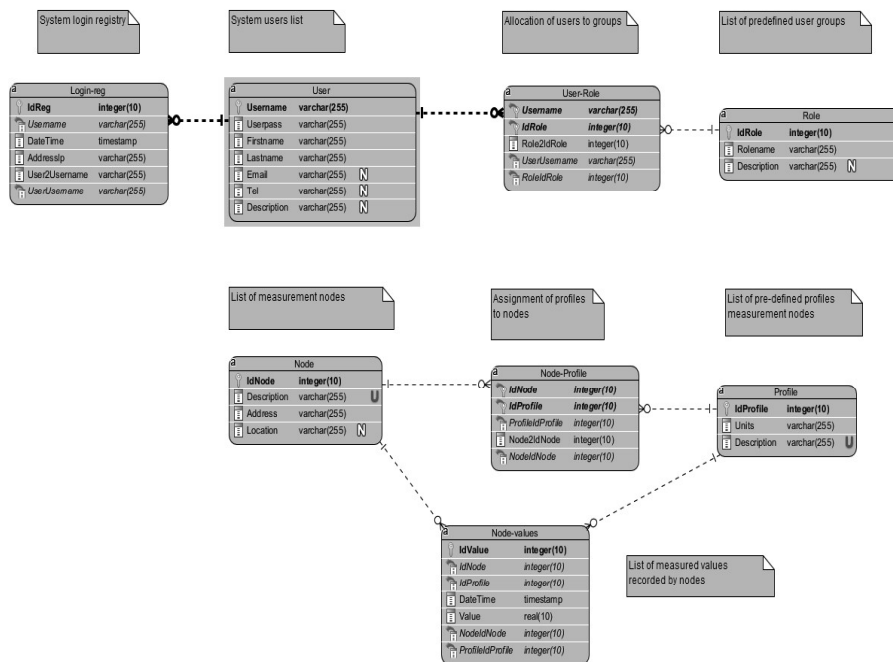 System login registry
System users list
Allocation of users to groups
List of predefined user groups
a
Login-reg
IdReg integer(10)
Username varchar(255)
DateTime timestamp
AddressIp varchar(255)
User2Username varchar(255)
UserUsername varchar(255)
a
User
Username varchar(255)
Userpass varchar(255)
Firstname varchar(255)
Lastname varchar(255)
Email varchar(255) N
Tel varchar(255) N
Description varchar(255) N
a
User-Role
Username varchar(255)
IdRole integer(10)
Role2IdRole integer(10)
UserUsername varchar(255)
RoleIdRole integer(10)
a
Role
IdRole integer(10)
Rolename varchar(255)
Description varchar(255) N
List of measurement nodes
Assignment of profiles
to nodes
List of pre-defined profiles
measurement nodes
a
Node
IdNode integer(10)
Description varchar(255) U
Address varchar(255)
Location varchar(255) N
a
Node-Profile
IdNode integer(10)
IdProfile integer(10)
ProfileIdProfile integer(10)
Node2IdNode integer(10)
NodeIdNode integer(10)
a
Profile
IdProfile integer(10)
Units varchar(255)
Description varchar(255) U
a
Node-values
IdValue integer(10)
IdNode integer(10)
IdProfile integer(10)
DateTime timestamp
Value real(10)
NodeIdNode integer(10)
ProfileIdProfile integer(10)
List of measured values
recorded by nodes